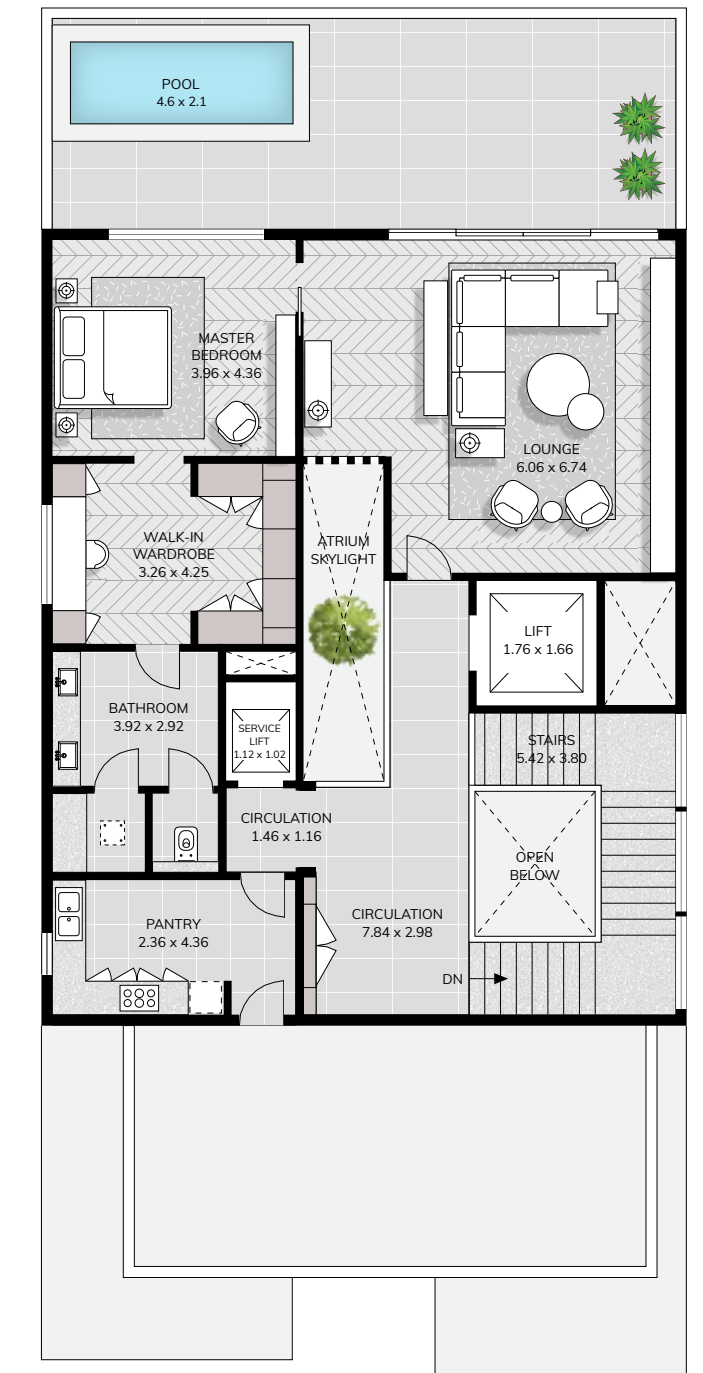 POOL
4.6 x 2.1
MASTER
BEDROOM
3.96 x 4.36
LOUNGE
6.06 x 6.74
WALK-IN
WARDROBE
3.26 x 4.25
ATRIUM
SKYLIGHT
LIFT
1.76 x 1.66
BATHROOM
3.92 x 2.92
SERVICE
LIFT
1.12 x 1.02
STAIRS
5.42 x 3.80
CIRCULATION
1.46 x 1.16
OPEN
BELOW
PANTRY
2.36 x 4.36
CIRCULATION
7.84 x 2.98
DN